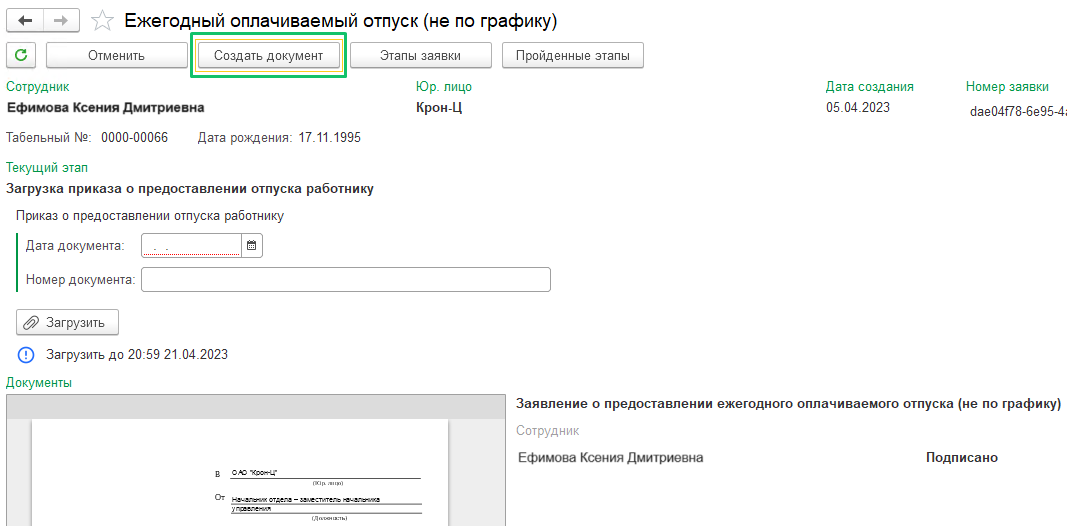 Ежегодный оплачиваемый отпуск (не по графику)
Отменить Создать документ Этапы заявки Пройденные этапы
Сотрудник Юр. лицо Дата создания Номер заявки
Ефимова Ксения Дмитриевна Крон-Ц 05.04.2023 dae04f78-6e95-4a
Табельный №: 0000-00066 Дата рождения: 17.11.1995
Текущий этап
Загрузка приказа о предоставлении отпуска работнику
Приказ о предоставлении отпуска работнику
Дата документа: . .
Номер документа:
Загрузить
Загрузить до 20:59 21.04.2023
Документы
Заявление о предоставлении ежегодного оплачиваемого отпуска (не по графику)
Сотрудник
Ефимова Ксения Дмитриевна Подписано
В ОАО "Крон-Ц"
(Юр. лицо)
От Начальник отдела – заместитель начальника
управления
(Должность)